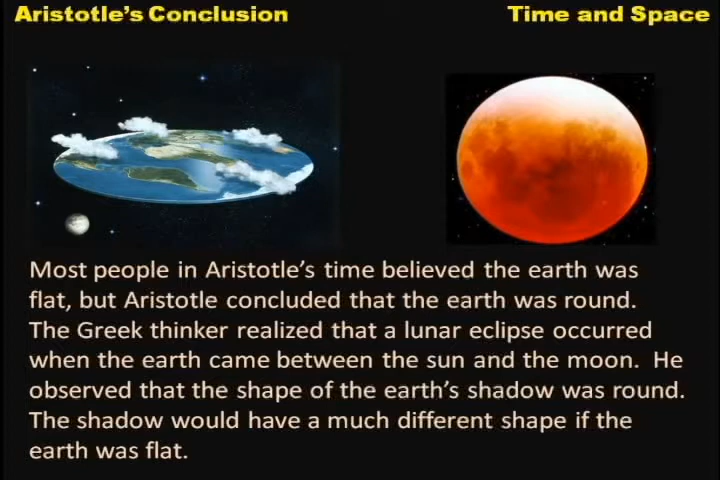 Aristotle's Conclusion
Time and Space
Most people in Aristotle's time believed the earth was
flat, but Aristotle concluded that the earth was round.
The Greek thinker realized that a lunar eclipse occurred
when the earth came between the sun and the moon.  He
observed that the shape of the earth's shadow was round.
The shadow would have a much different shape if the
earth was flat.